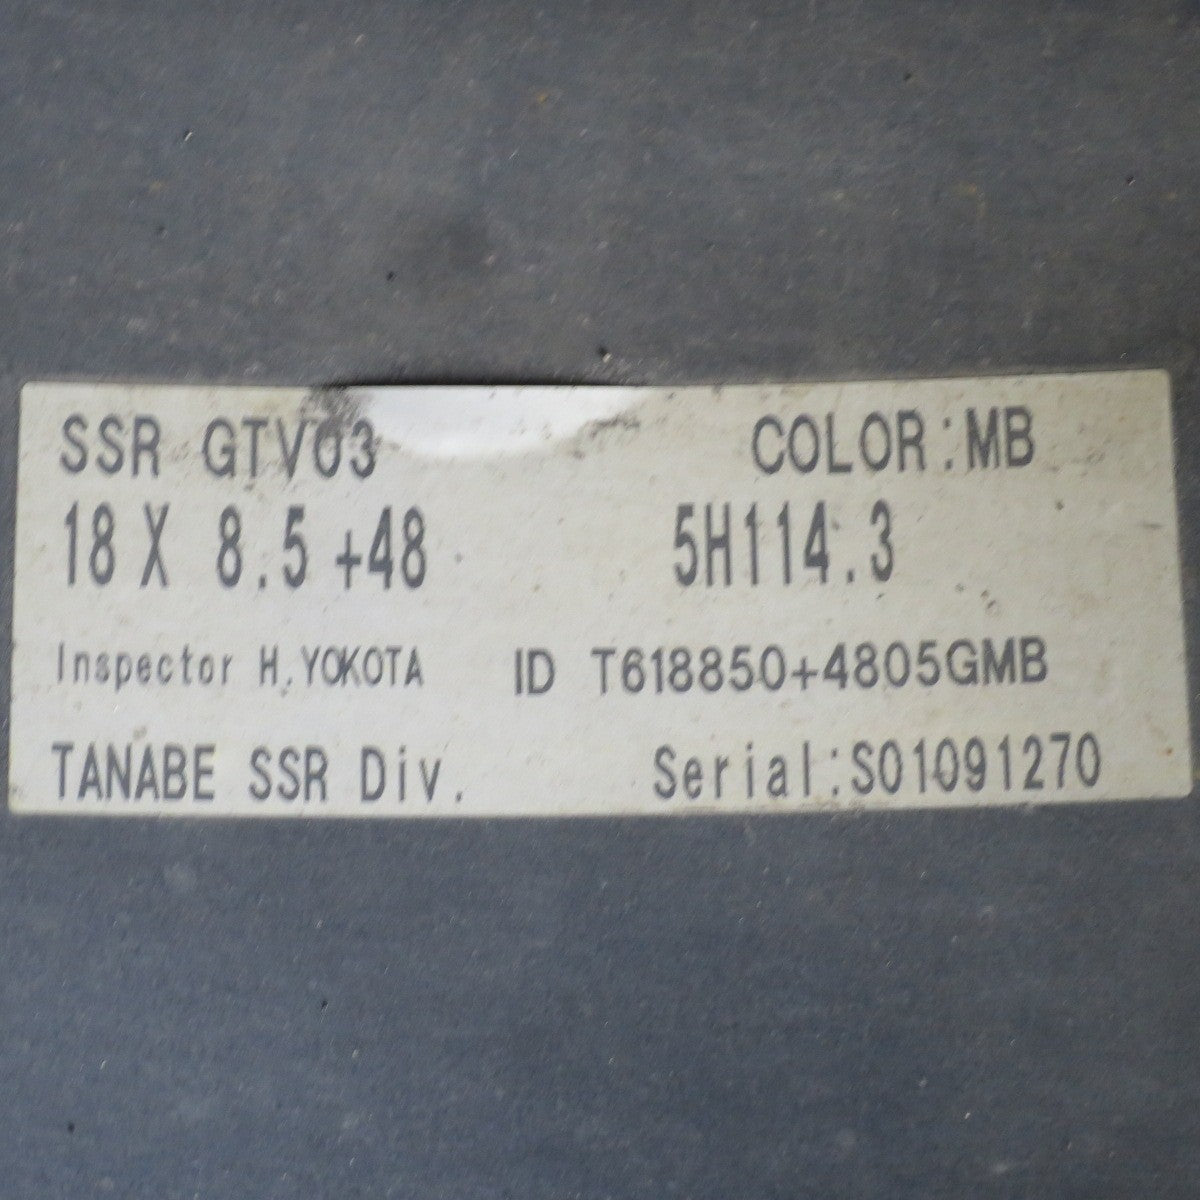 SSR GTV03 COLOR:MB
18 X 8.5 +48 5H114.3
Inspector H.YOKOTA ID T618850+4805GMB
TANABE SSR Div. Serial:S01091270